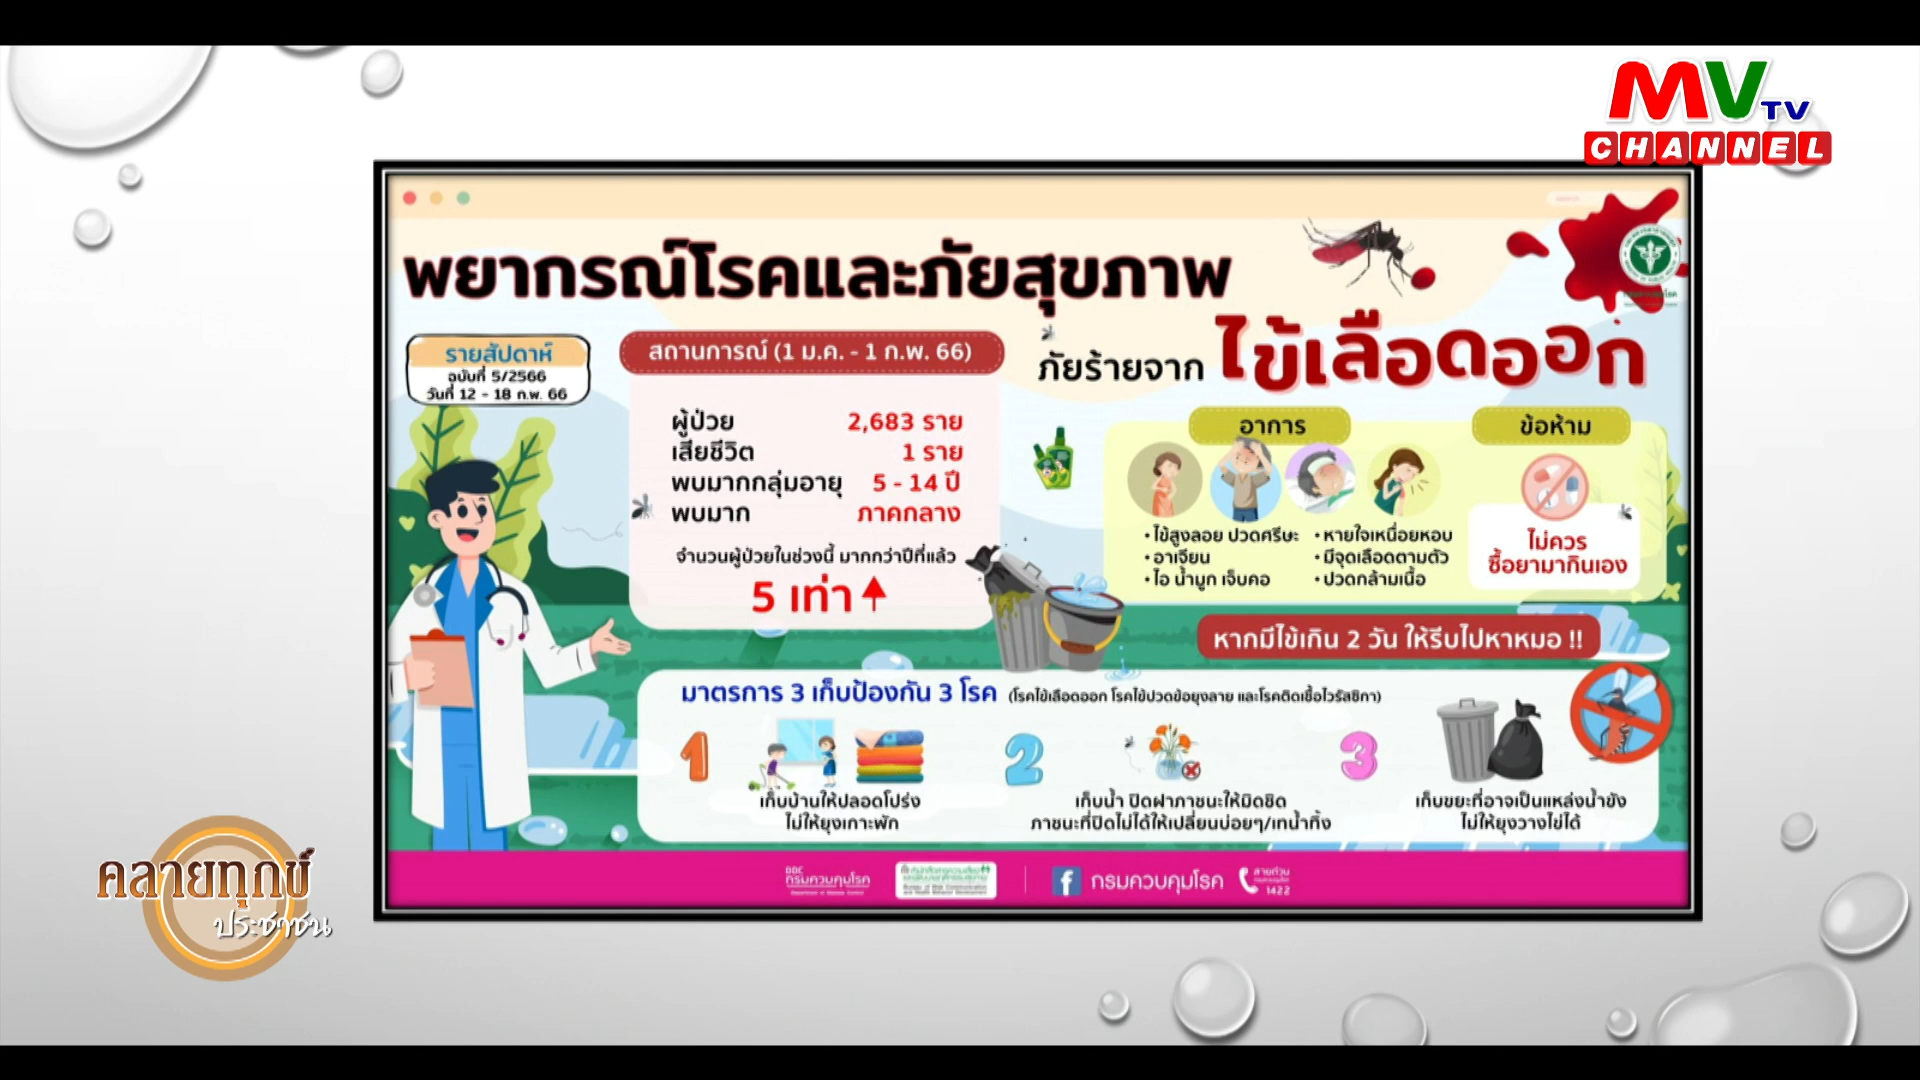 MV TV
CHANNEL
พยากรณ์โรคและภัยสุขภาพ
ภัยร้ายจาก ไข้เลือดออก
รายสัปดาห์
ฉบับที่ 5/2566
วันที่ 12 - 18 ก.พ. 66
สถานการณ์ (1 ม.ค. - 1 ก.พ. 66)
ผู้ป่วย 2,683 ราย
เสียชีวิต 1 ราย
พบมากกลุ่มอายุ 5 - 14 ปี
พบมาก ภาคกลาง
จำนวนผู้ป่วยในช่วงนี้ มากกว่าปีที่แล้ว
5 เท่า
อาการ
• ไข้สูงลอย ปวดศรีษะ
• อาเจียน
• ไอ น้ำมูก เจ็บคอ
• หายใจเหนื่อยหอบ
• มีจุดเลือดตามตัว
• ปวดกล้ามเนื้อ
ข้อห้าม
ไม่ควร
ซื้อยามากินเอง
หากมีไข้เกิน 2 วัน ให้รีบไปหาหมอ !!
มาตรการ 3 เก็บป้องกัน 3 โรค (โรคไข้เลือดออก โรคไข้ปวดข้อยุงลาย และโรคติดเชื้อไวรัสซิกา)
1
เก็บบ้านให้ปลอดโปร่ง
ไม่ให้ยุงเกาะพัก
2
เก็บน้ำ ปิดฝาภาชนะให้มิดชิด
ภาชนะที่ปิดไม่ได้ให้เปลี่ยนบ่อยๆ/เทน้ำทิ้ง
3
เก็บขยะที่อาจเป็นแหล่งน้ำขัง
ไม่ให้ยุงวางไข่ได้
DDC
กรมควบคุมโรค
กรมควบคุมโรค
สายด่วน
1422
คลายทุกข์
ประชาชน